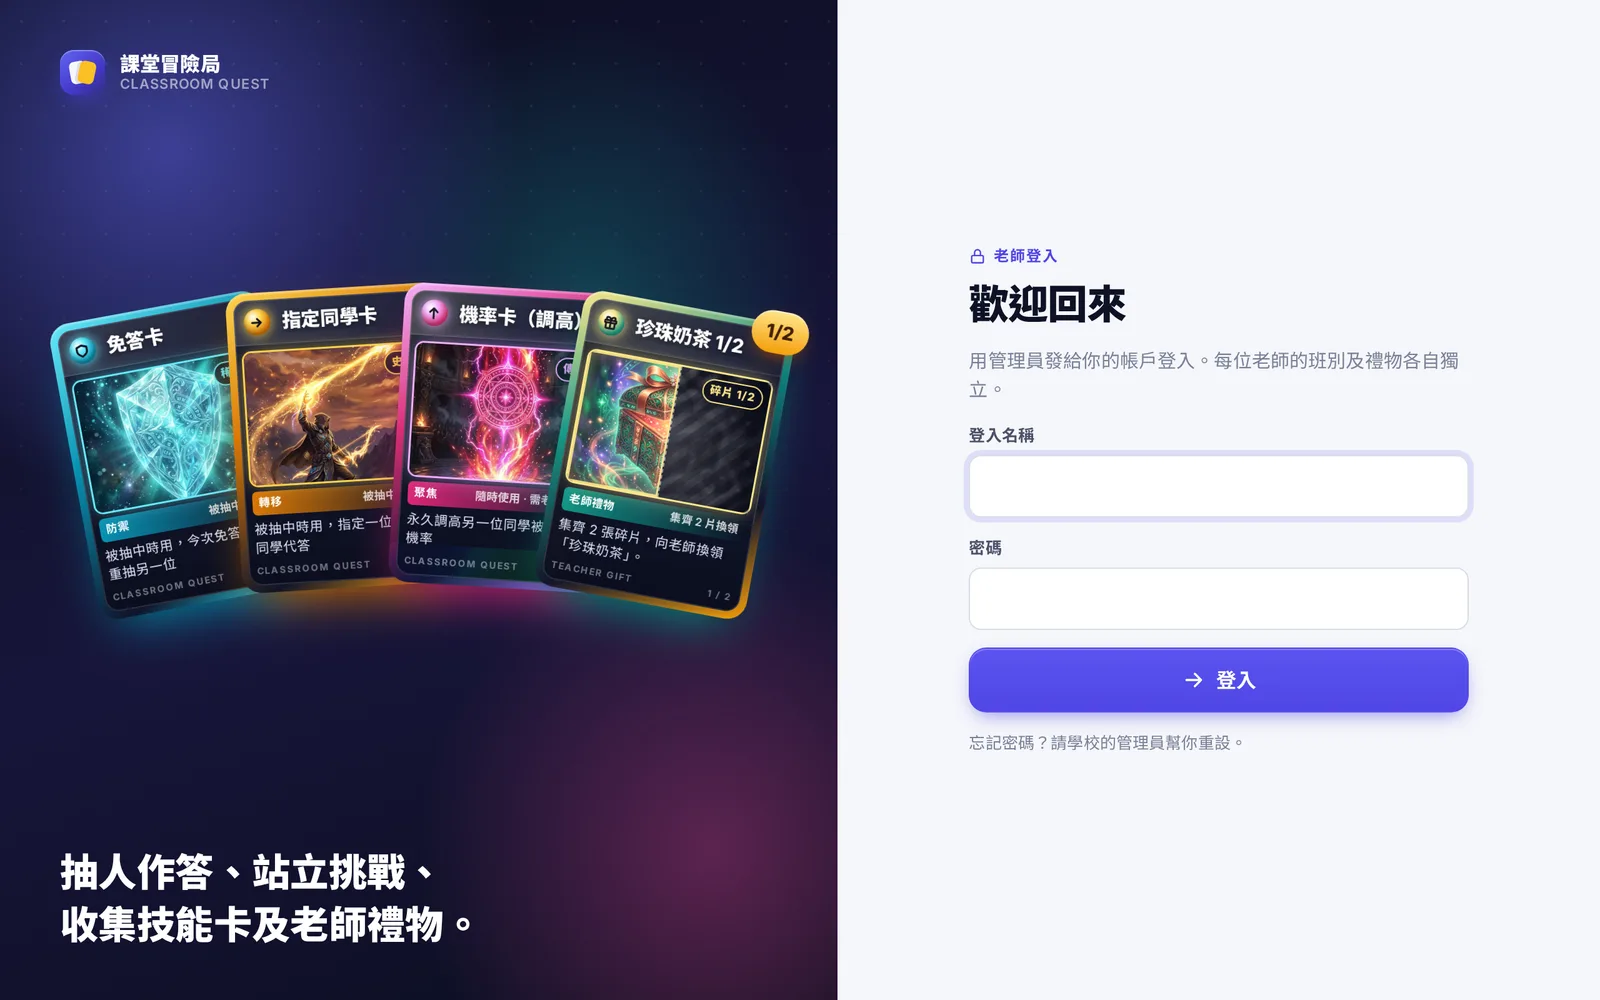 課堂冒險局
CLASSROOM QUEST
免答卡
防禦
被抽中
被抽中時用，今次免答
重抽另一位
CLASSROOM QUEST
指定同學卡
轉移
被抽中
被抽中時用，指定一位
同學代答
CLASSROOM QUEST
機率卡（調高）
聚焦
隨時使用 · 需
永久調高另一位同學被
機率
CLASSROOM QUEST
珍珠奶茶 1/2
1/2
碎片 1/2
老師禮物
集齊 2 片換領
集齊 2 張碎片，向老師換領
「珍珠奶茶」。
TEACHER GIFT
1 / 2
抽人作答、站立挑戰、
收集技能卡及老師禮物。
老師登入
歡迎回來
用管理員發給你的帳戶登入。每位老師的班別及禮物各自獨
立。
登入名稱
密碼
登入
忘記密碼？請學校的管理員幫你重設。